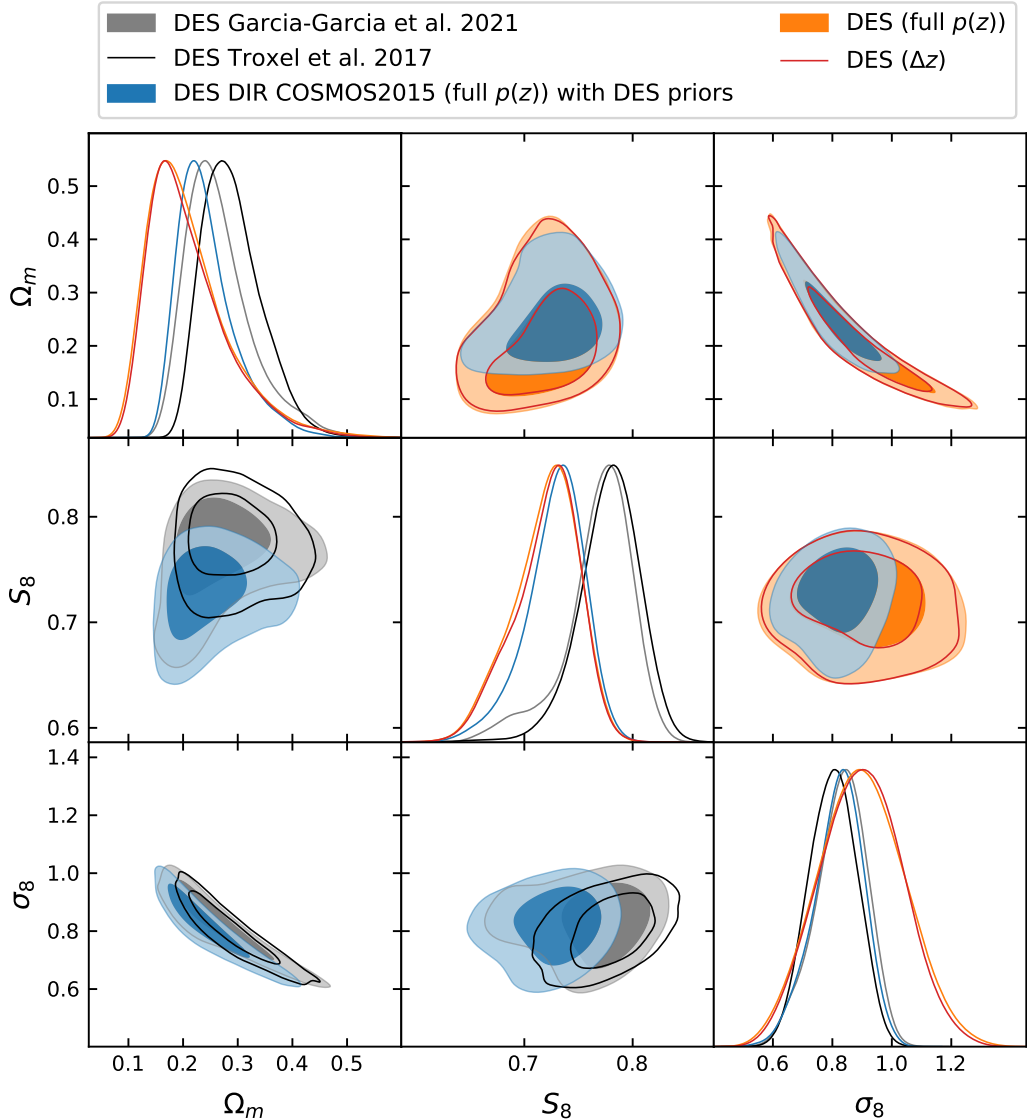 DES Garcia-Garcia et al. 2021
DES Troxel et al. 2017
DES DIR COSMOS2015 (full p(z)) with DES priors
DES (full p(z))
DES (Δz)
0.5
0.4
0.3
0.2
0.1
Ωm
0.8
0.7
0.6
S8
1.4
1.2
1.0
0.8
0.6
σ8
0.1 0.2 0.3 0.4 0.5
0.7 0.8
0.6 0.8 1.0 1.2
Ωm S8 σ8